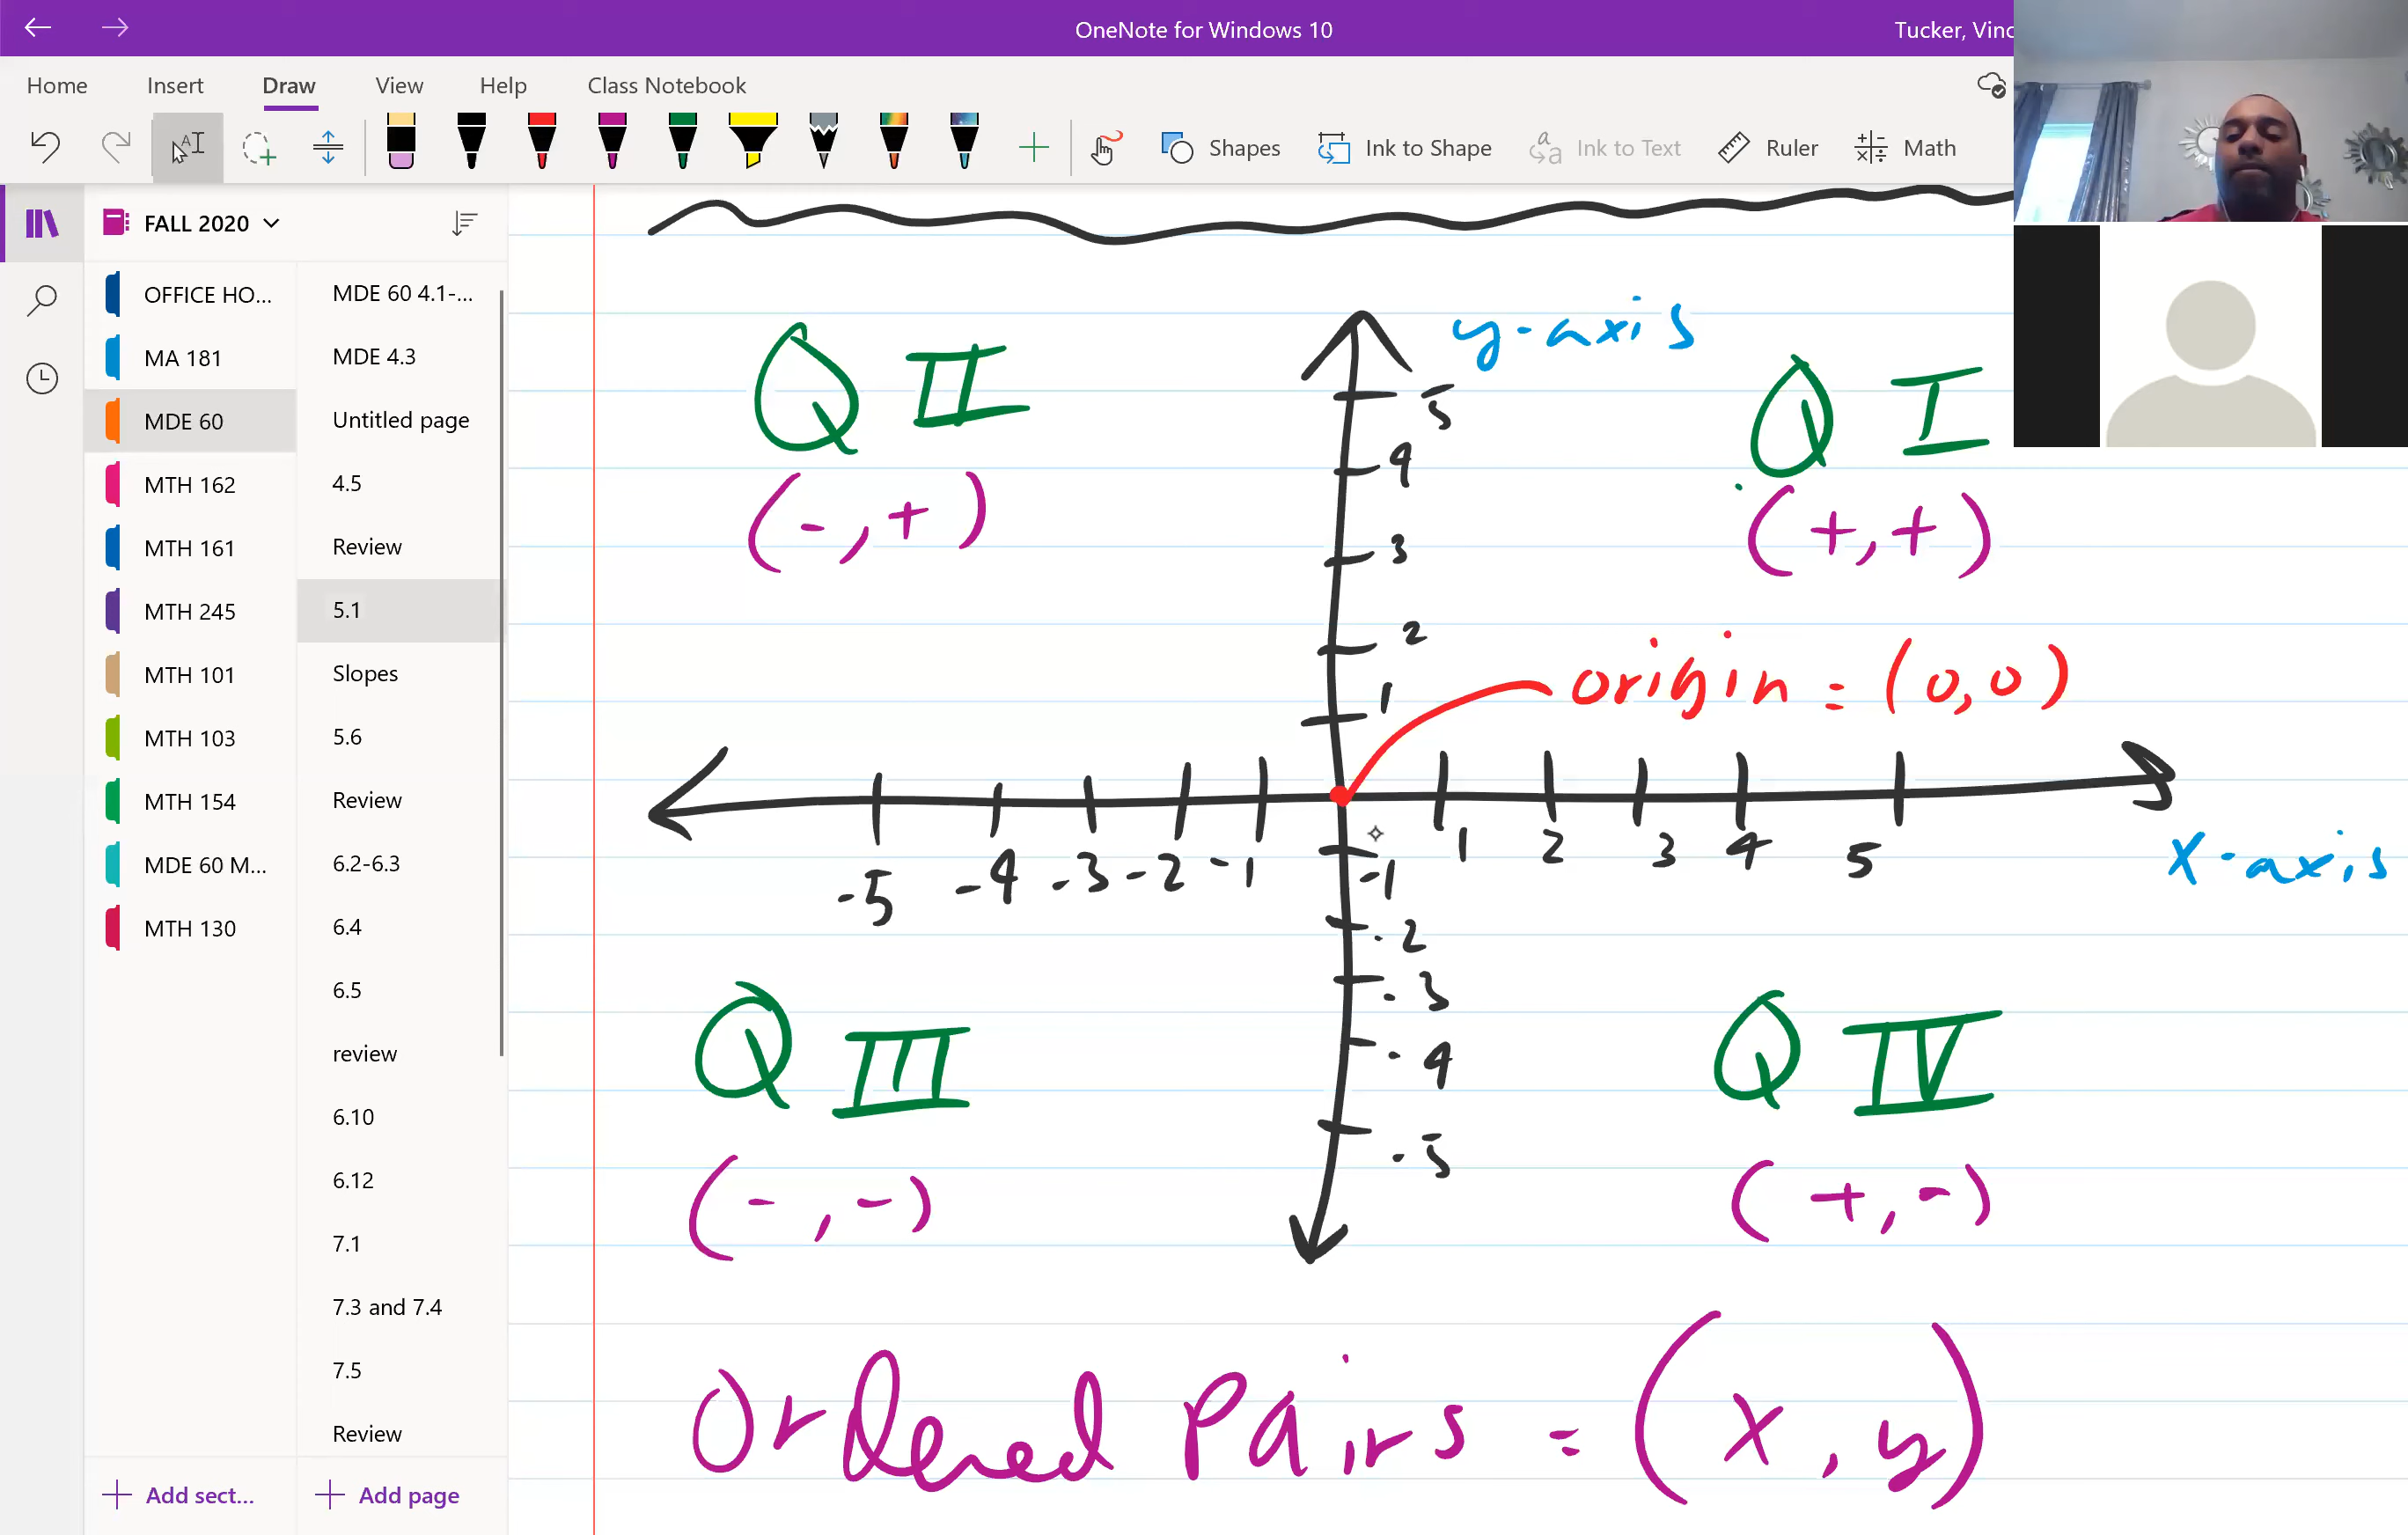 OneNote for Windows 10
Tucker, Vinc
Home Insert Draw View Help Class Notebook
Shapes Ink to Shape Ink to Text Ruler Math
FALL 2020
OFFICE HO...
MA 181
MDE 60
MTH 162
MTH 161
MTH 245
MTH 101
MTH 103
MTH 154
MDE 60 M...
MTH 130
Add sect...
MDE 60 4.1-...
MDE 4.3
Untitled page
4.5
Review
5.1
Slopes
5.6
Review
6.2-6.3
6.4
6.5
review
6.10
6.12
7.1
7.3 and 7.4
7.5
Review
Add page
y-axis
Q II
Q I
(-,+)
(+,+)
5
4
3
2
1
origin = (0,0)
-5 -4 -3 -2 -1 1 2 3 4 5
x-axis
-1
-2
-3
-4
-5
Q III
Q IV
(-,-)
(+,-)
Ordered Pairs = (x, y)